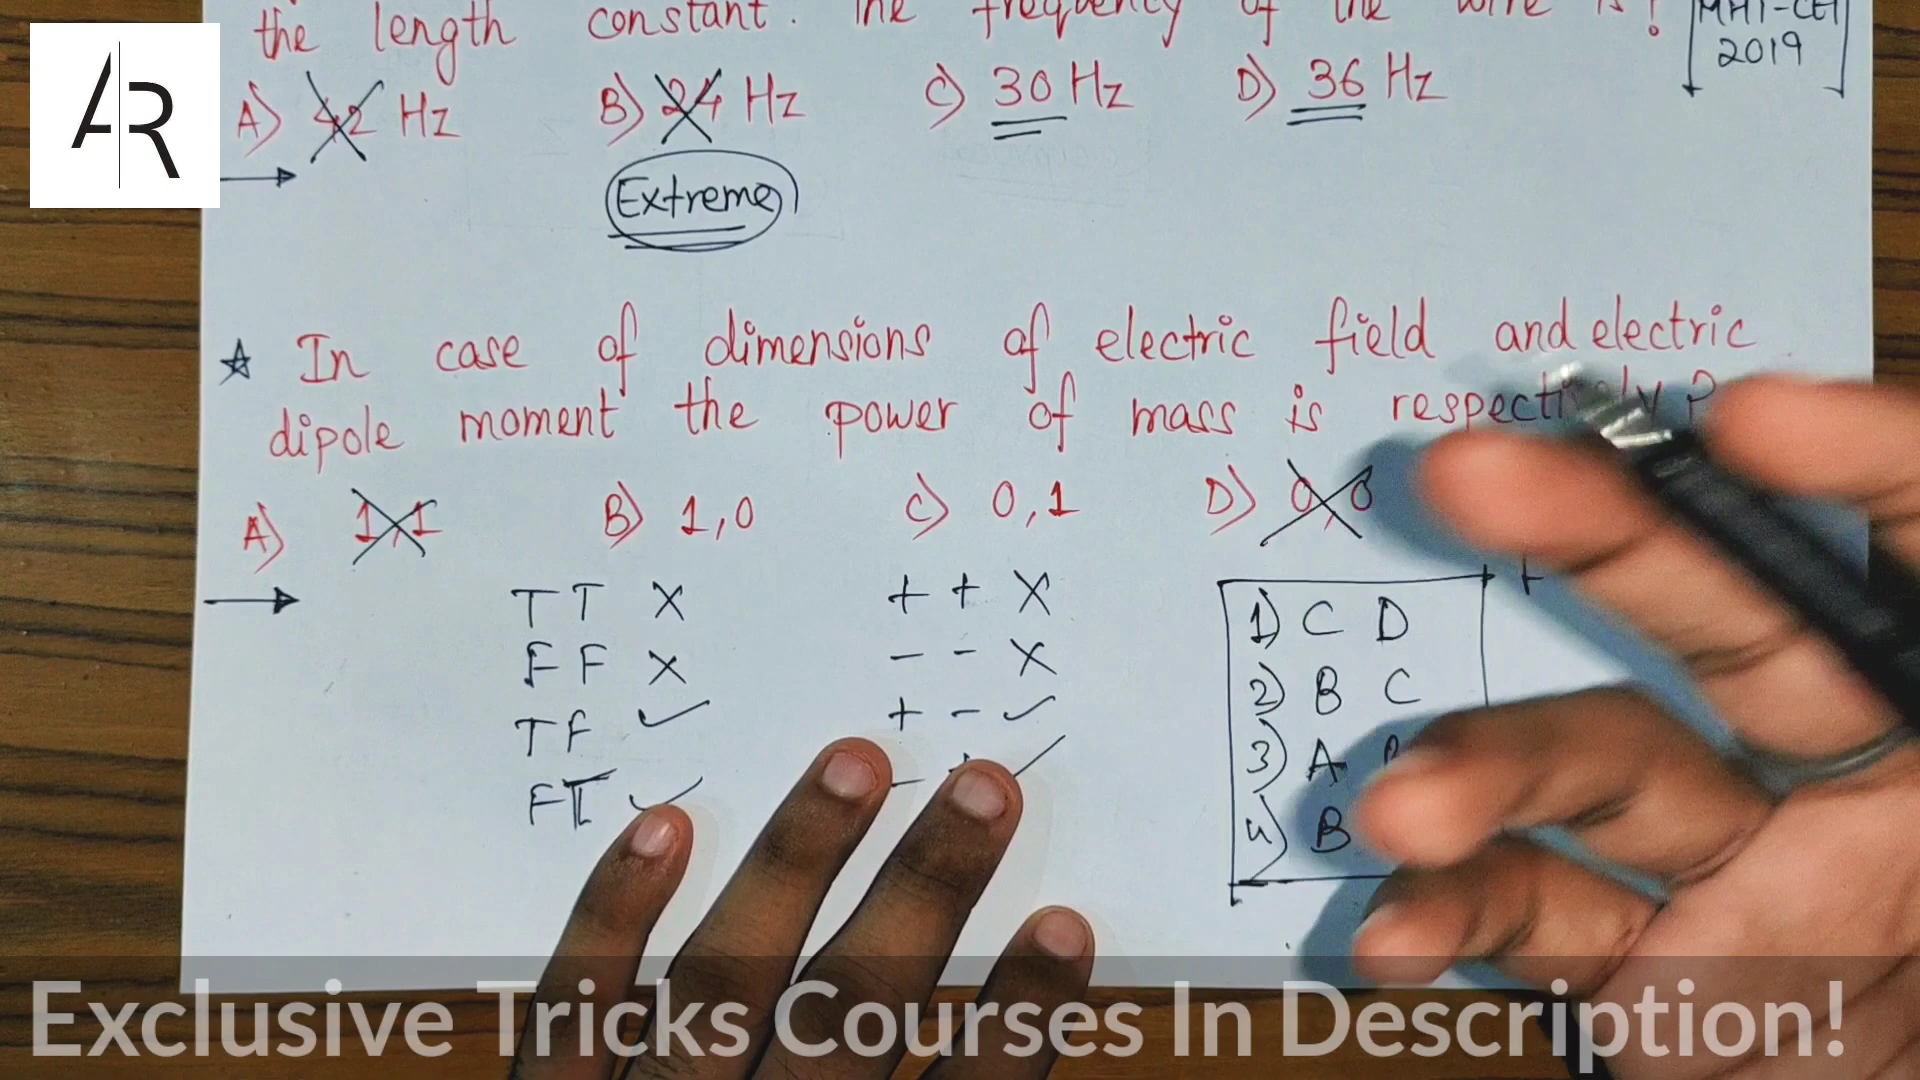 the length constant. The frequency of the wire is?
[MHT-CET 2019]
A) 42 Hz B) 24 Hz C) 30 Hz D) 36 Hz
AR
Extreme
In case of dimensions of electric field and electric
dipole moment the power of mass is respectively?
A) 1,1 B) 1,0 C) 0,1 D) 0,0
T T X
F F X
T F ✓
F T ✓
+ + X
- - X
+ - ✓
- + ✓
1) C D
2) B C
3) A
4) B
Exclusive Tricks Courses In Description!